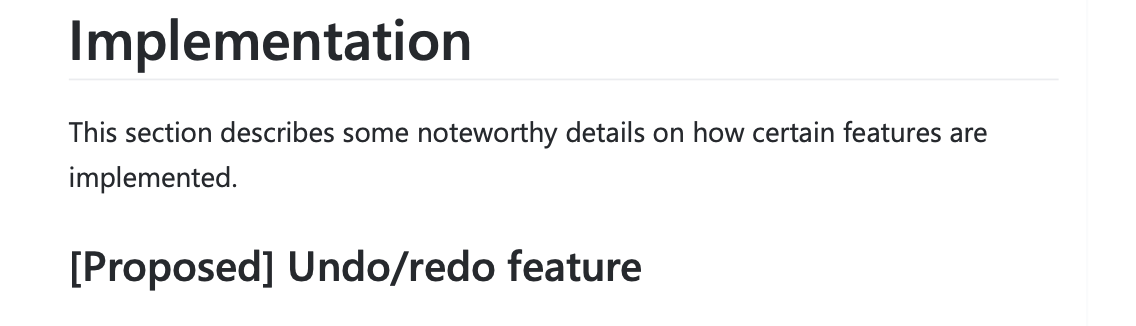 Implementation
This section describes some noteworthy details on how certain features are
implemented.
[Proposed] Undo/redo feature